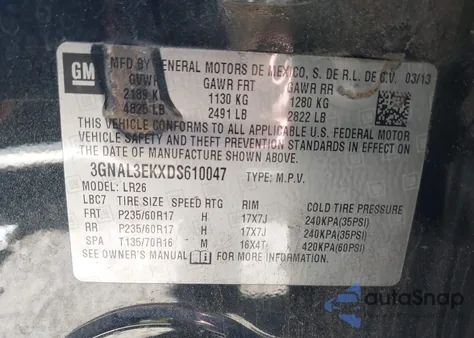 GM
MFD BY GENERAL MOTORS DE MEXICO, S. DE R.L. DE C.V. 03/13
GVWR GAWR FRT GAWR RR
2189 K 1130 KG 1280 KG
4826 LB 2491 LB 2822 LB
THIS VEHICLE CONFORMS TO ALL APPLICABLE U.S. FEDERAL MOTOR
VEHICLE SAFETY, BUMPER, AND THEFT PREVENTION
STANDARDS IN EFFECT ON THE DATE OF MANUFACTURE SHOWN ABOVE.
3GNAL3EKXDS610047 TYPE: M.P.V.
MODEL: LR26
LBC7 TIRE SIZE SPEED RTG RIM COLD TIRE PRESSURE
FRT P235/60R17 H 17X7J 240KPA(35PSI)
RR P235/60R17 H 17X7J 240KPA(35PSI)
SPA T135/70R16 M 16X4T 420KPA(60PSI)
SEE OWNER'S MANUAL FOR MORE INFORMATION.
autoSnap